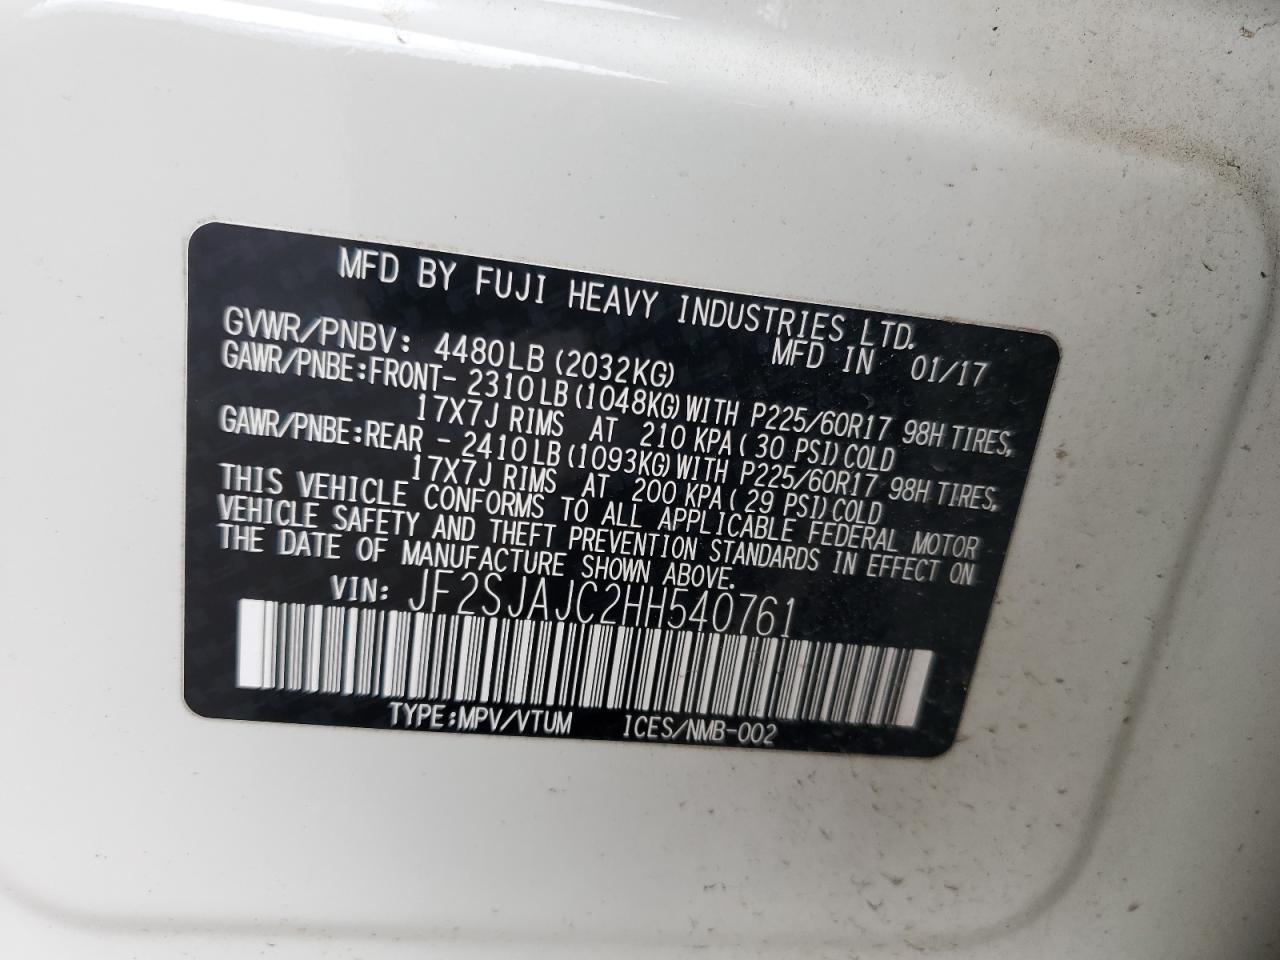 MFD BY FUJI HEAVY INDUSTRIES LTD.
MFD IN 01/17
GVWR/PNBV: 4480LB (2032KG)
GAWR/PNBE:FRONT- 2310LB(1048KG)WITH P225/60R17 98H TIRES,
17X7J RIMS AT 210 KPA( 30 PSI)COLD
GAWR/PNBE:REAR - 2410LB(1093KG)WITH P225/60R17 98H TIRES,
17X7J RIMS AT 200 KPA( 29 PSI)COLD
THIS VEHICLE CONFORMS TO ALL APPLICABLE FEDERAL MOTOR
VEHICLE SAFETY AND THEFT PREVENTION STANDARDS IN EFFECT ON
THE DATE OF MANUFACTURE SHOWN ABOVE.
VIN: JF2SJAJC2HH540761
TYPE:MPV/VTUM ICES/NMB-002